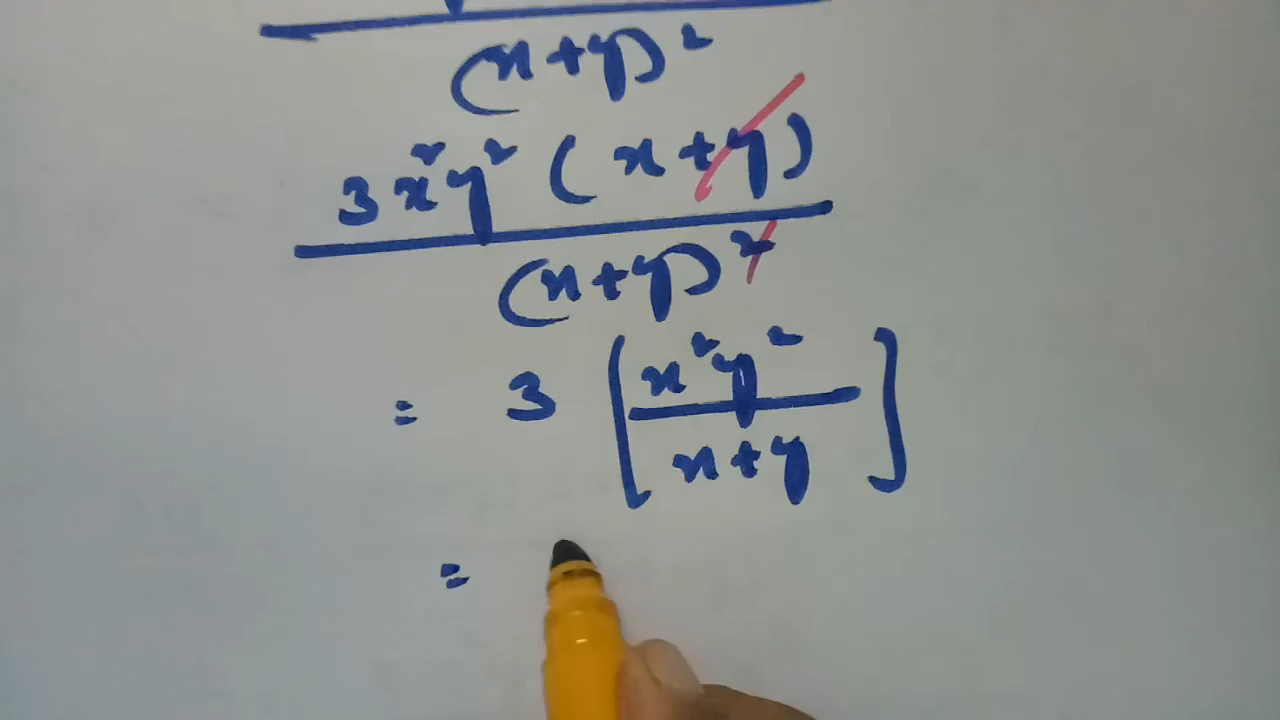 (x+y)²
3x²y² (x+y)
(x+y)²
= 3 [x²y²
x+y]
=